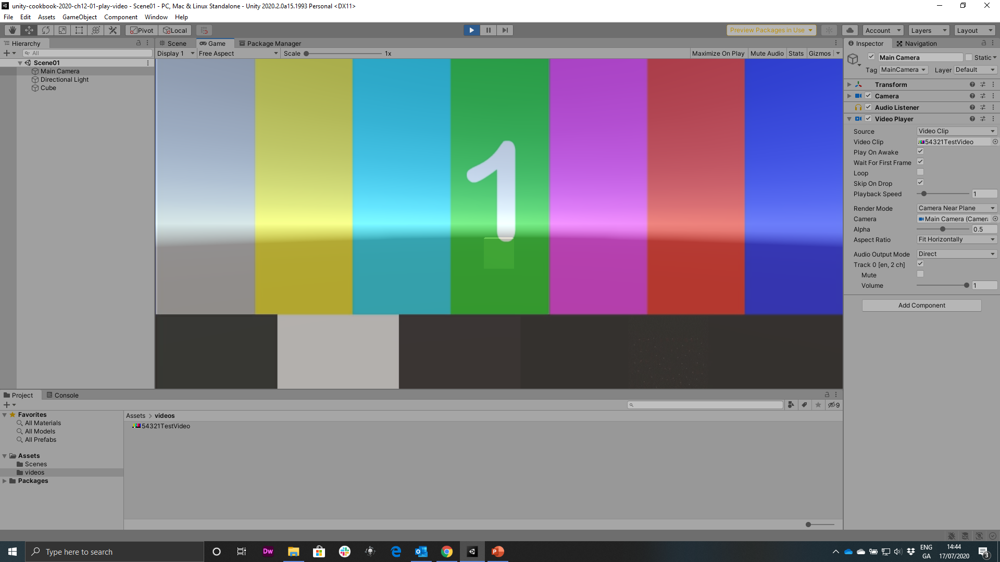 unity-cookbook-2020-ch12-01-play-video - Scene01 - PC, Mac & Linux Standalone - Unity 2020.2.0a15.1993 Personal <DX11>
File Edit Assets GameObject Component Window Help
Pivot Local Preview Packages in Use Account Layers Layout
Hierarchy
All
Scene01
Main Camera
Directional Light
Cube
Scene Game Package Manager
Display 1 Free Aspect Scale 1x Maximize On Play Mute Audio Stats Gizmos
1
Inspector Navigation
Main Camera Static
Tag MainCamera Layer Default
Transform
Camera
Audio Listener
Video Player
Source Video Clip
Video Clip 54321TestVideo
Play On Awake
Wait For First Frame
Loop
Skip On Drop
Playback Speed 1
Render Mode Camera Near Plane
Camera Main Camera (Camera
Alpha 0.5
Aspect Ratio Fit Horizontally
Audio Output Mode Direct
Track 0 [en, 2 ch]
Mute
Volume 1
Add Component
Project Console
9
Favorites
All Materials
All Models
All Prefabs
Assets
Scenes
videos
Packages
Assets > videos
54321TestVideo
Type here to search
Dw
ENG
GA
14:44
17/07/2020
3